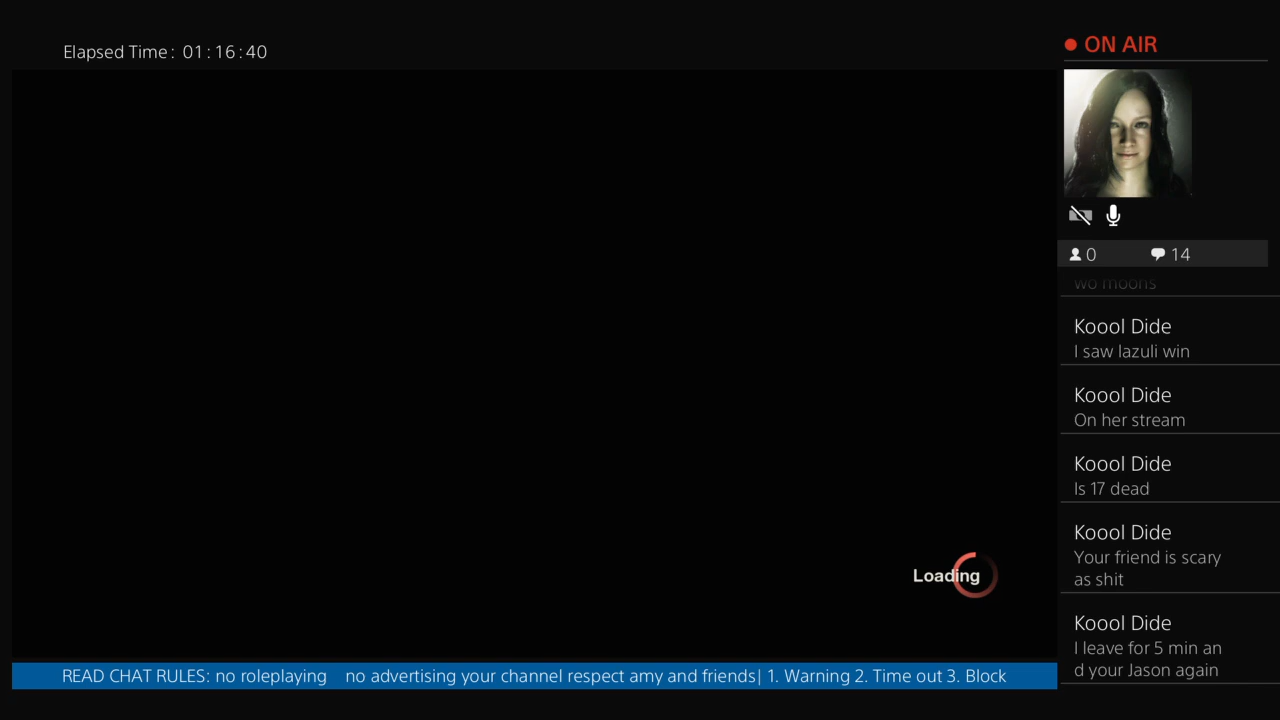 Elapsed Time: 01:16:40
ON AIR
0 14
wo moons
Koool Dide
I saw lazuli win
Koool Dide
On her stream
Koool Dide
Is 17 dead
Koool Dide
Your friend is scary
as shit
Koool Dide
I leave for 5 min an
d your Jason again
Loading
READ CHAT RULES: no roleplaying no advertising your channel respect amy and friends| 1. Warning 2. Time out 3. Block